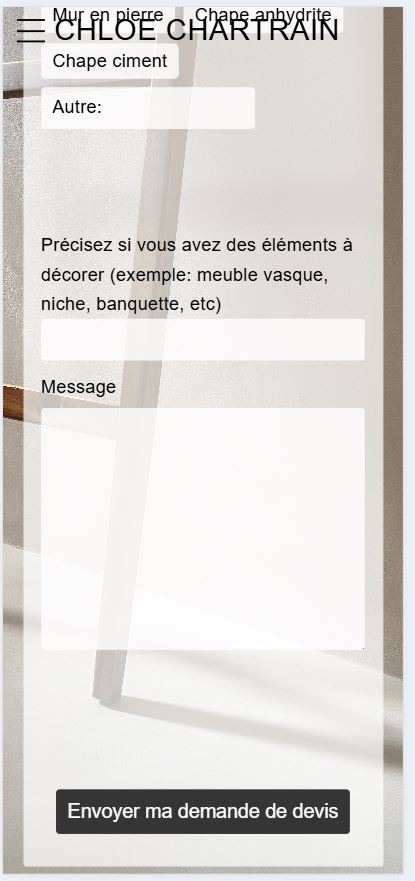 Mur en pierre Chape anhydrite
CHLOE CHARTRAIN
Chape ciment
Autre:
Précisez si vous avez des éléments à
décorer (exemple: meuble vasque,
niche, banquette, etc)
Message
Envoyer ma demande de devis